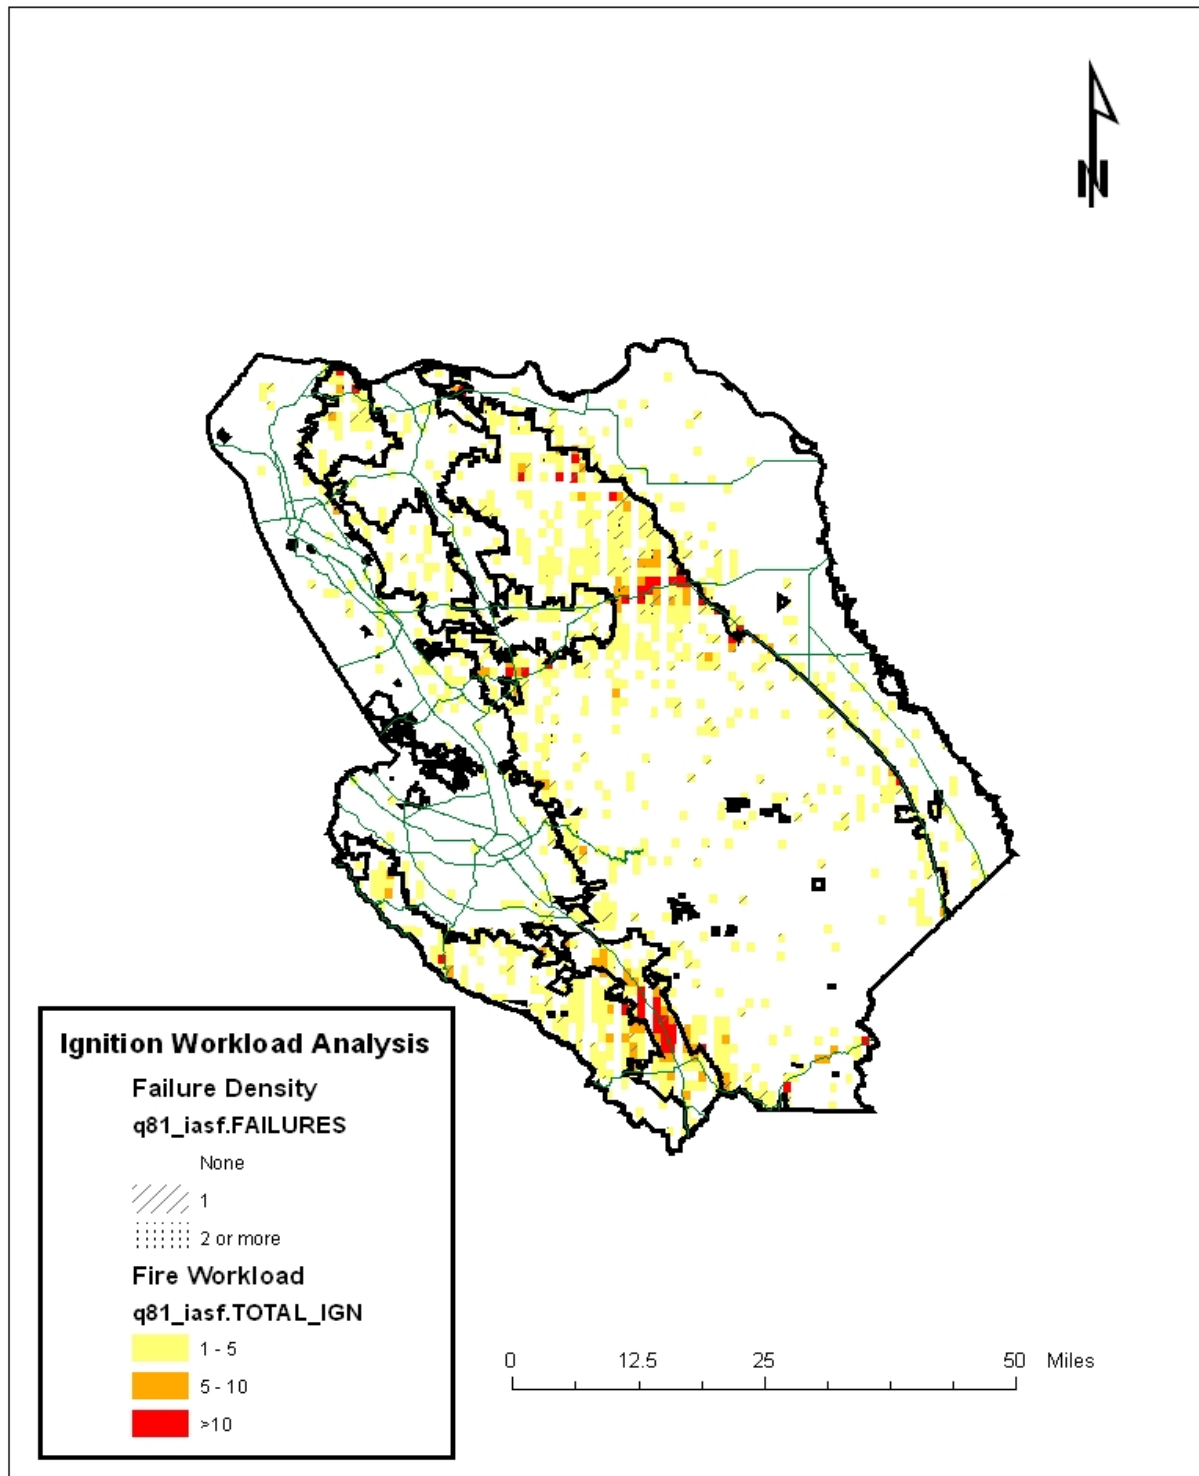 N
Ignition Workload Analysis
Failure Density
q81_iasf.FAILURES
None
1
2 or more
Fire Workload
q81_iasf.TOTAL_IGN
1 - 5
5 - 10
>10
0 12.5 25 50 Miles